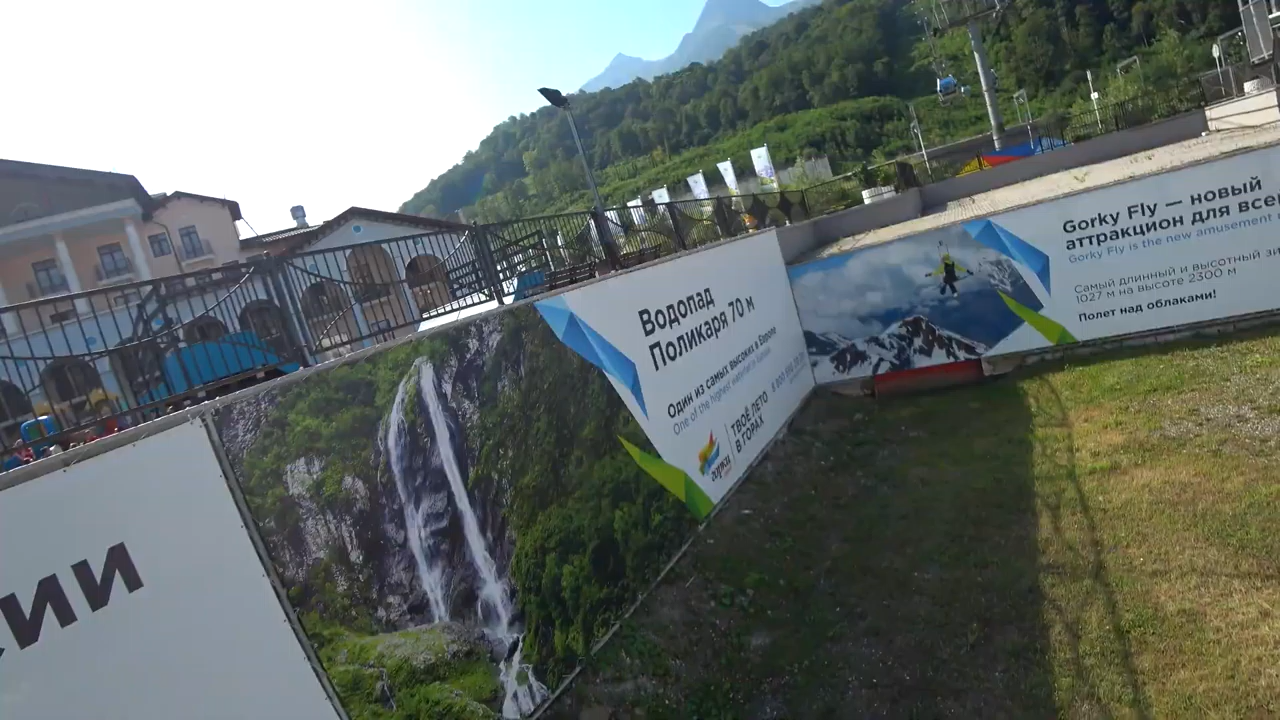 ИИ
Водопад
Поликаря 70 м
Один из самых высоких в Европе
One of the highest waterfall in Europe
горки
ТВОЁ ЛЕТО
В ГОРАХ
Gorky Fly — новый
аттракцион для всей
Gorky Fly is the new amusement
Самый длинный и высотный
1027 м на высоте 2300 м
Полет над облаками!